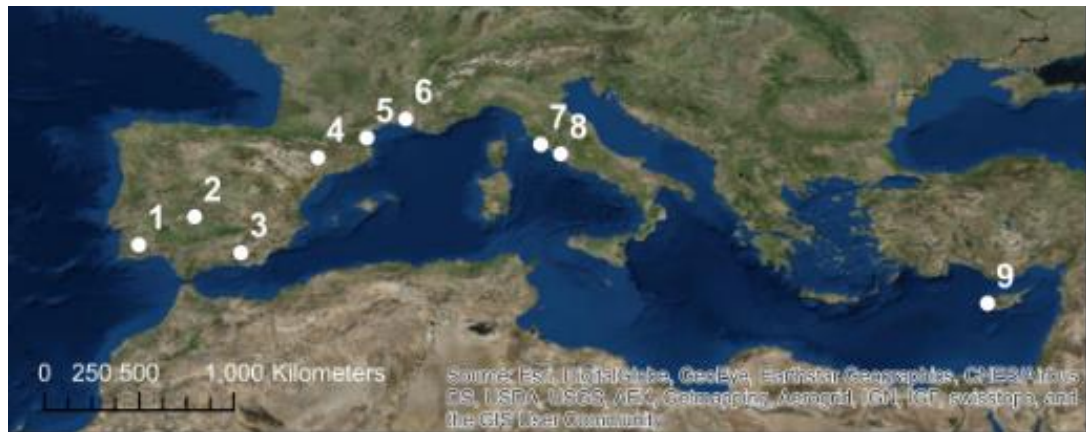 6
5
4
7
8
2
1
3
9
0 250 500 1,000 Kilometers
Source: Esri, DigitalGlobe, GeoEye, Earthstar Geographics, CNES/Airbus
DS, USDA, USGS, AEX, Getmapping, Aerogrid, IGN, IGP, swisstopo, and
the GIS User Community